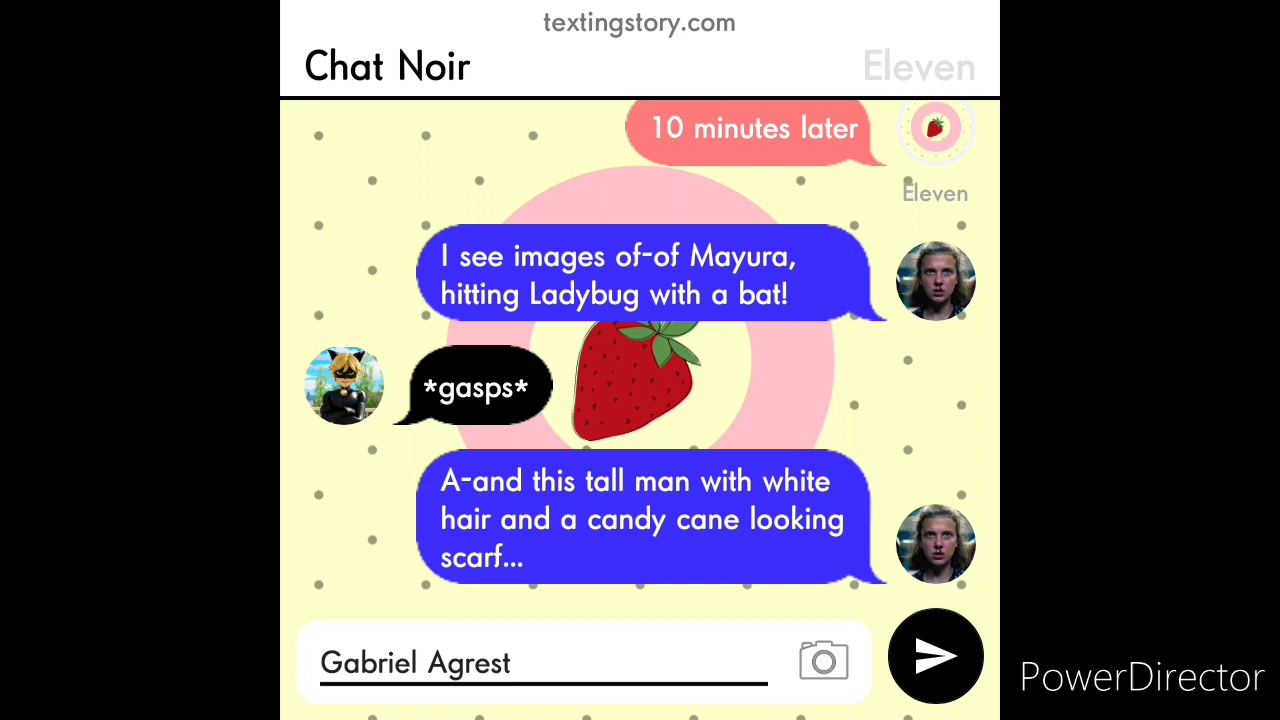 textingstory.com
Chat Noir
Eleven
10 minutes later
Eleven
I see images of-of Mayura,
hitting Ladybug with a bat!
*gasps*
A-and this tall man with white
hair and a candy cane looking
scarf...
Gabriel Agrest
PowerDirector